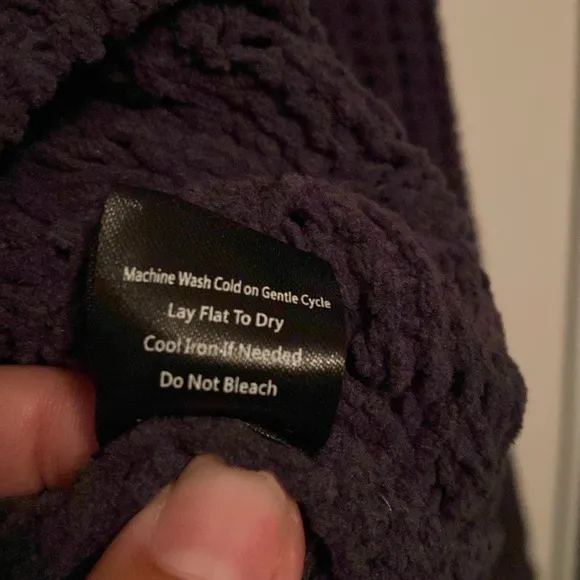 Machine Wash Cold on Gentle Cycle
Lay Flat To Dry
Cool Iron-If Needed
Do Not Bleach